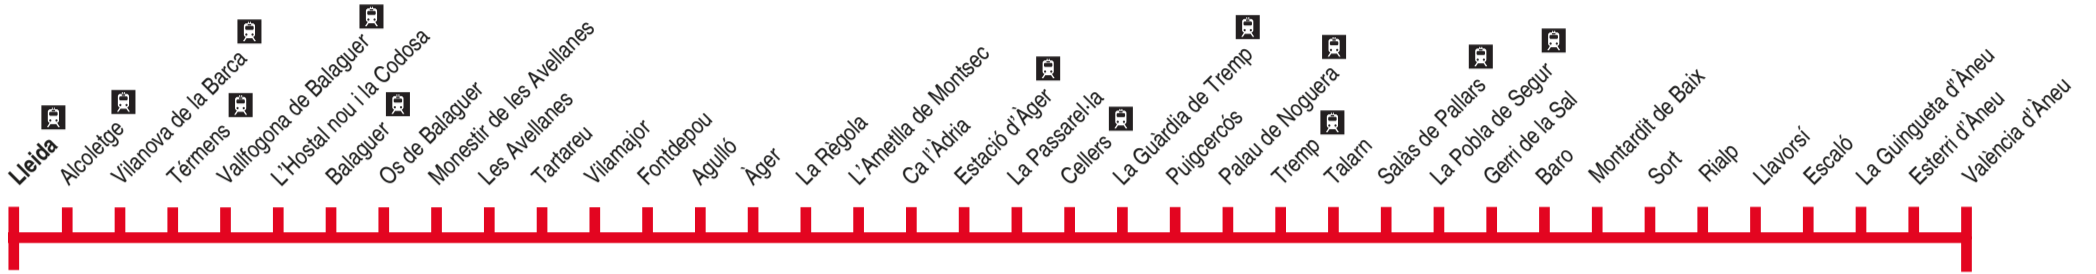 Lleida
Alcoletge
Vilanova de la Barca
Térmens
Vallfogona de Balaguer
L'Hostal nou i la Codosa
Balaguer
Os de Balaguer
Monestir de les Avellanes
Les Avellanes
Tartareu
Vilamajor
Fontdepou
Agulló
Àger
La Règola
L'Ametlla de Montsec
Ca l'Àdria
Estació d'Àger
La Passarel·la
Cellers
La Guàrdia de Tremp
Puigcercós
Palau de Noguera
Tremp
Talarn
Salàs de Pallars
La Pobla de Segur
Gerri de la Sal
Baro
Montardit de Baix
Sort
Rialp
Llavorsí
Escaló
La Guingueta d'Àneu
Esterri d'Àneu
València d'Àneu